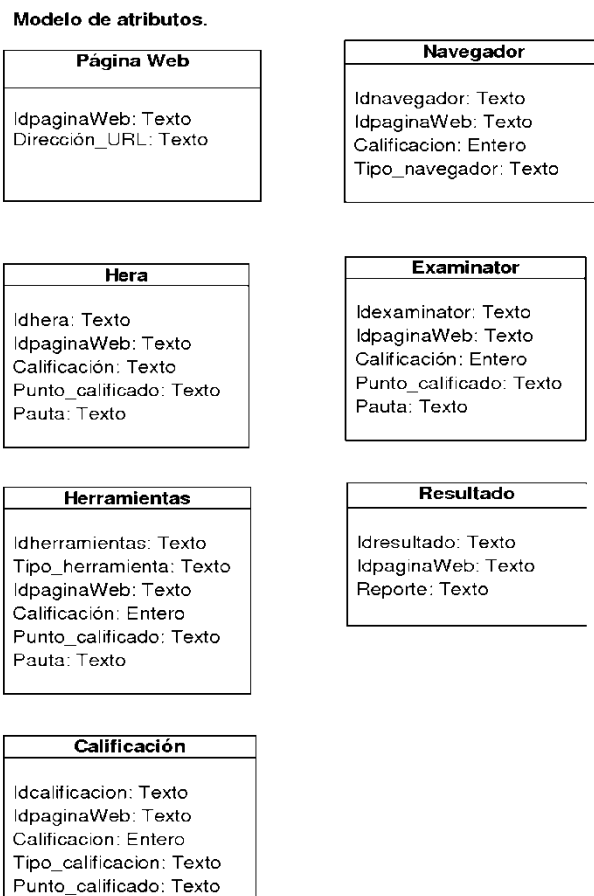 Modelo de atributos.
Página Web
IdpaginaWeb: Texto
Dirección_URL: Texto
Navegador
Idnavegador: Texto
IdpaginaWeb: Texto
Calificacion: Entero
Tipo_navegador: Texto
Hera
Idhera: Texto
IdpaginaWeb: Texto
Calificación: Texto
Punto_calificado: Texto
Pauta: Texto
Examinator
Idexaminator: Texto
IdpaginaWeb: Texto
Calificación: Entero
Punto_calificado: Texto
Pauta: Texto
Herramientas
Idherramientas: Texto
Tipo_herramienta: Texto
IdpaginaWeb: Texto
Calificación: Entero
Punto_calificado: Texto
Pauta: Texto
Resultado
Idresultado: Texto
IdpaginaWeb: Texto
Reporte: Texto
Calificación
Idcalificacion: Texto
IdpaginaWeb: Texto
Calificacion: Entero
Tipo_calificacion: Texto
Punto_calificado: Texto